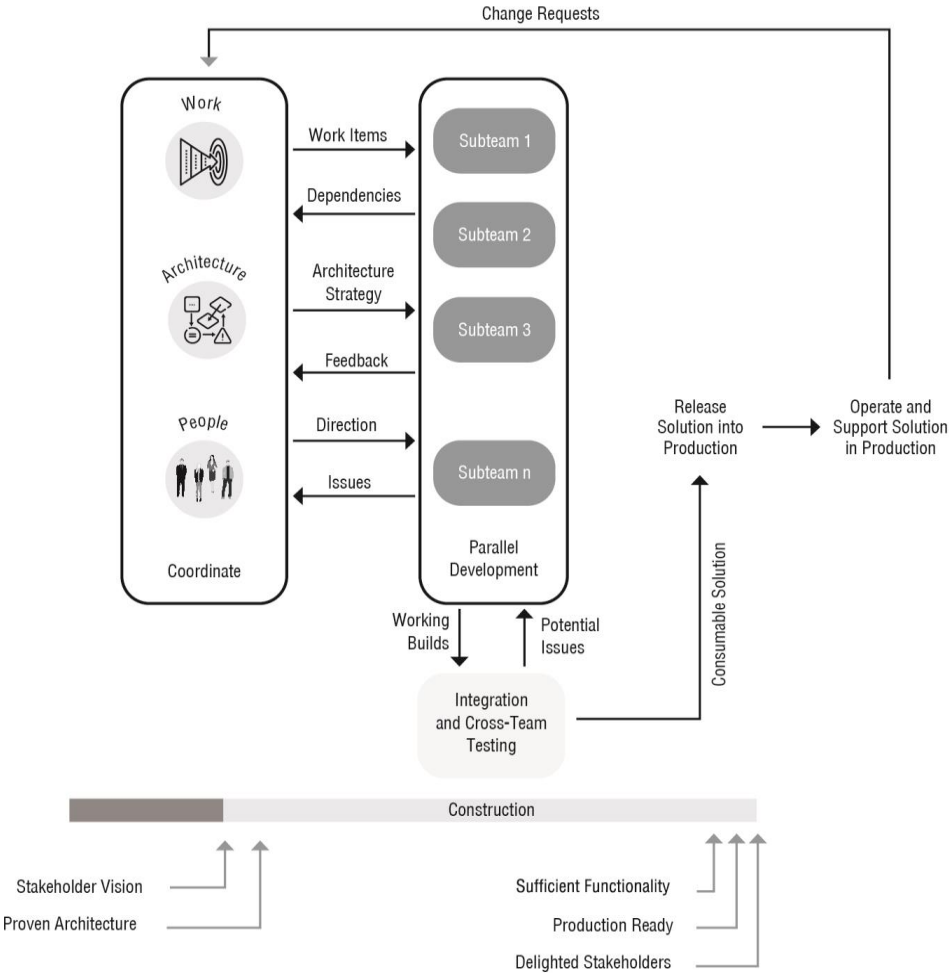 Change Requests
Work
Work Items
Dependencies
Architecture
Architecture
Strategy
Feedback
People
Direction
Issues
Coordinate
Subteam 1
Subteam 2
Subteam 3
Subteam n
Parallel
Development
Working
Builds
Potential
Issues
Integration
and Cross-Team
Testing
Consumable Solution
Release
Solution into
Production
Operate and
Support Solution
in Production
Construction
Stakeholder Vision
Proven Architecture
Sufficient Functionality
Production Ready
Delighted Stakeholders